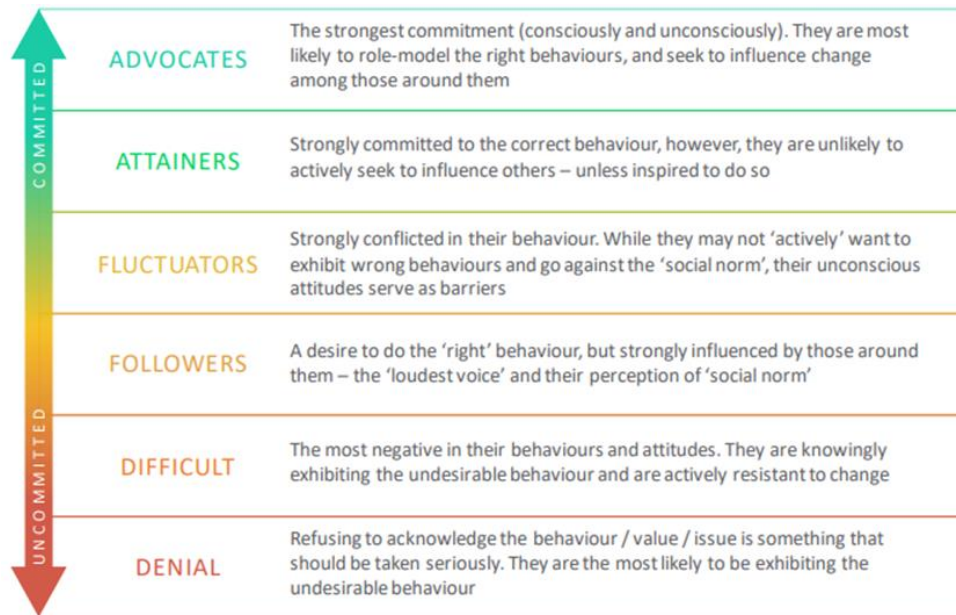 COMMITTED
UNCOMMITTED
ADVOCATES
The strongest commitment (consciously and unconsciously). They are most
likely to role-model the right behaviours, and seek to influence change
among those around them
ATTAINERS
Strongly committed to the correct behaviour, however, they are unlikely to
actively seek to influence others – unless inspired to do so
FLUCTUATORS
Strongly conflicted in their behaviour. While they may not ‘actively’ want to
exhibit wrong behaviours and go against the ‘social norm’, their unconscious
attitudes serve as barriers
FOLLOWERS
A desire to do the ‘right’ behaviour, but strongly influenced by those around
them – the ‘loudest voice’ and their perception of ‘social norm’
DIFFICULT
The most negative in their behaviours and attitudes. They are knowingly
exhibiting the undesirable behaviour and are actively resistant to change
DENIAL
Refusing to acknowledge the behaviour / value / issue is something that
should be taken seriously. They are the most likely to be exhibiting the
undesirable behaviour